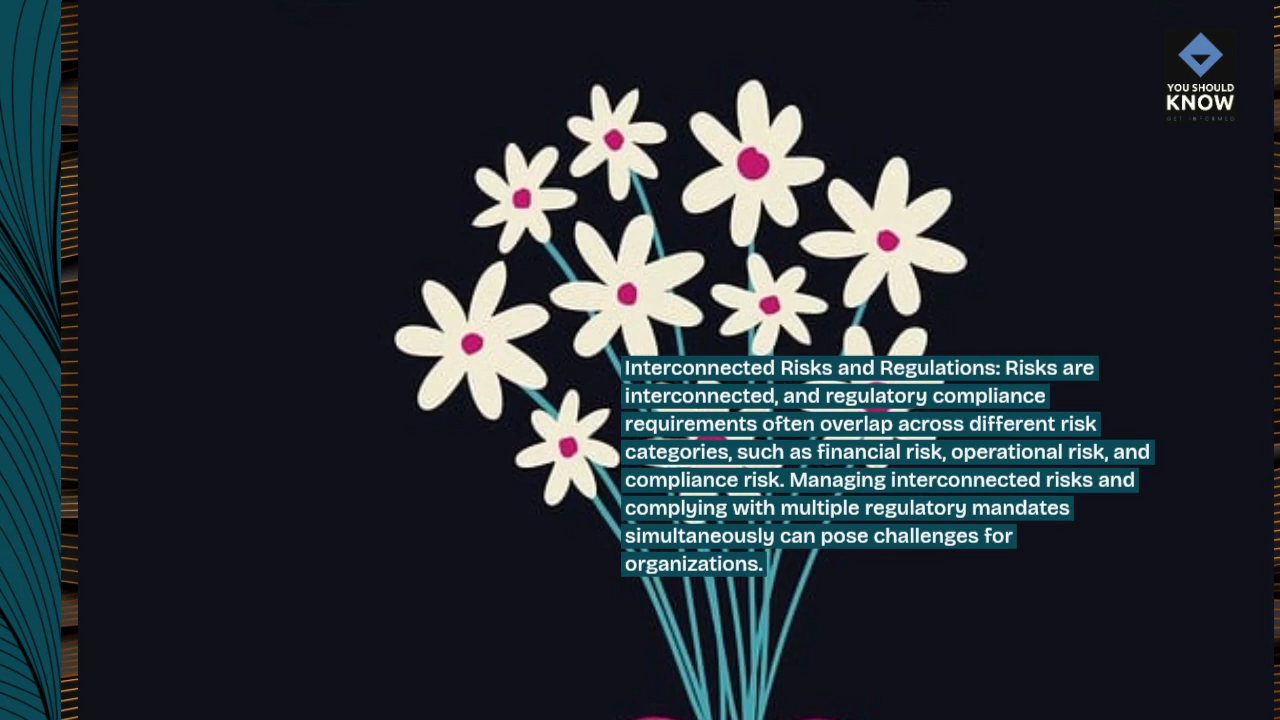 YOU SHOULD
KNOW
GET INFORMED
Interconnected Risks and Regulations: Risks are
interconnected, and regulatory compliance
requirements often overlap across different risk
categories, such as financial risk, operational risk, and
compliance risk. Managing interconnected risks and
complying with multiple regulatory mandates
simultaneously can pose challenges for
organizations.